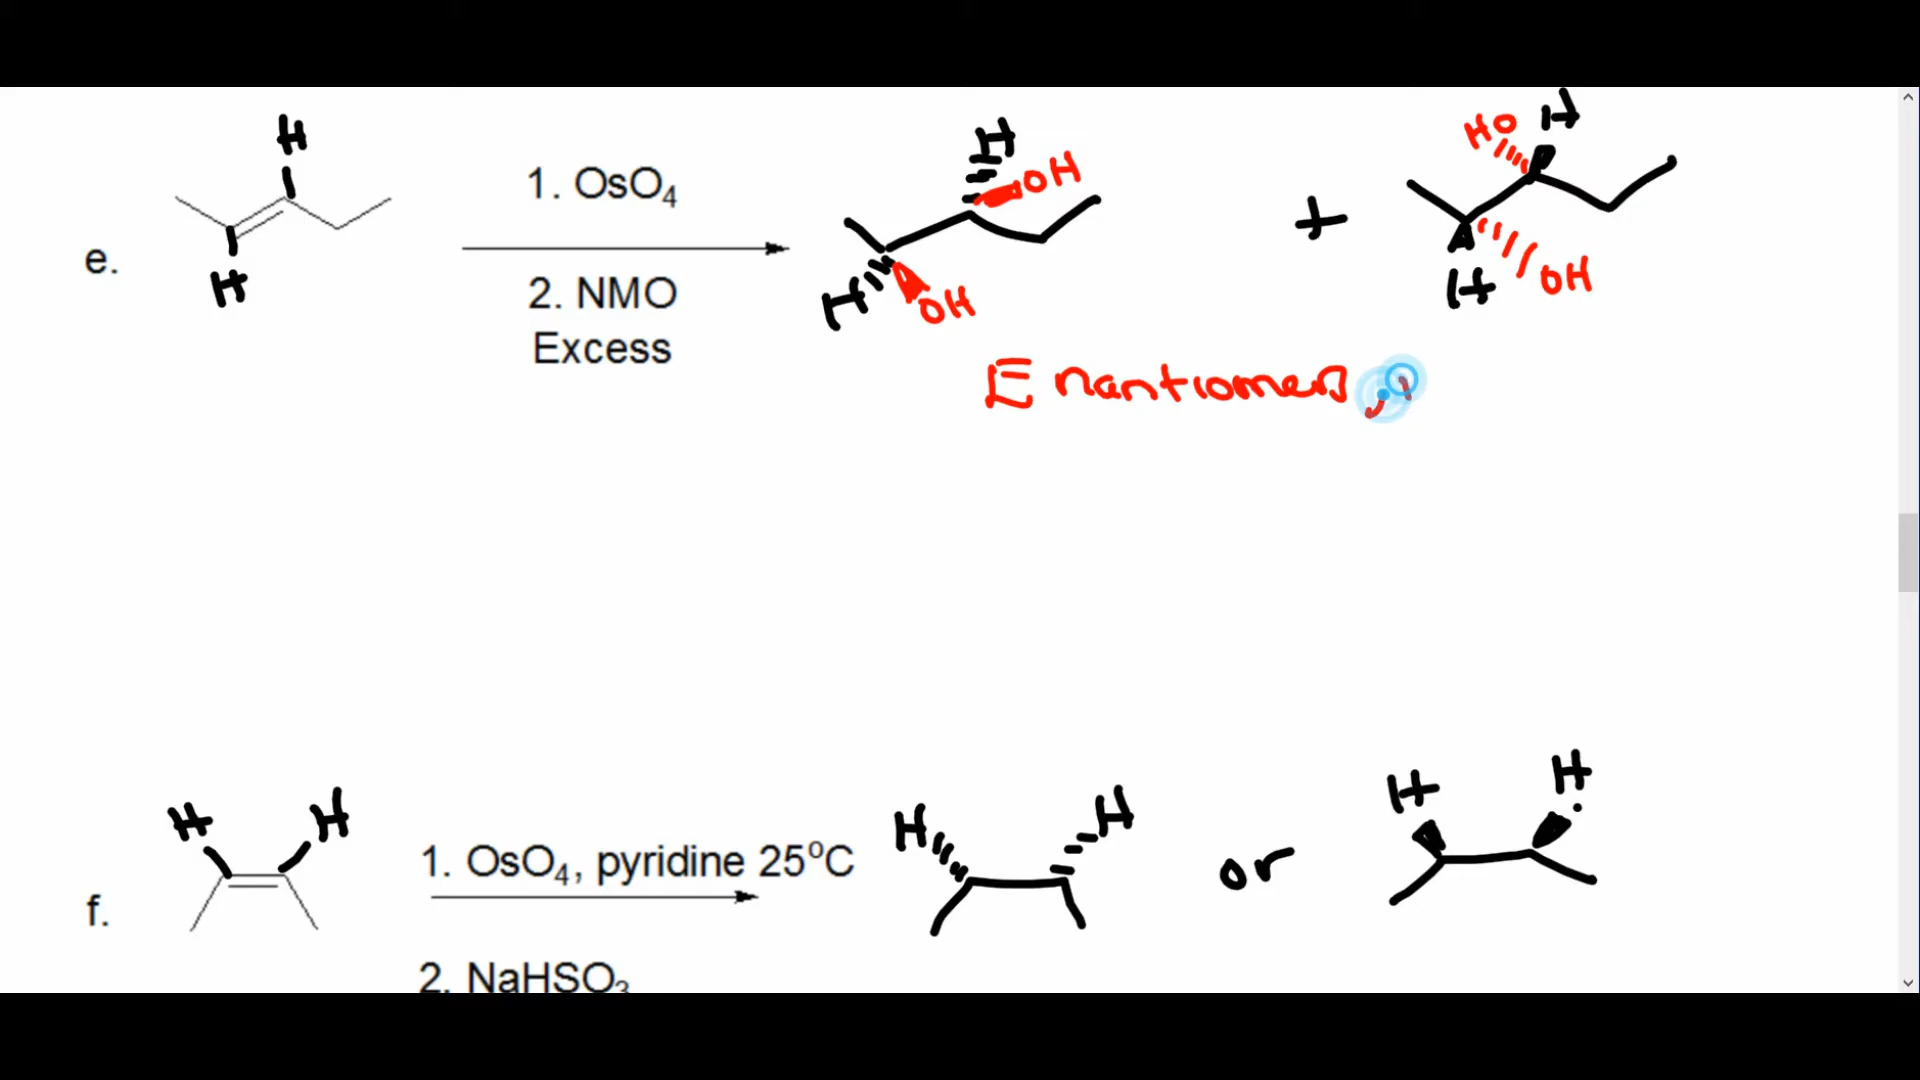 e.
H
H
1. OsO₄
2. NMO
Excess
H
OH
H
OH
+
HO
H
H
OH
Enantiomers
f.
H
H
1. OsO₄, pyridine 25°C
2. NaHSO₃
H
H
or
H
H